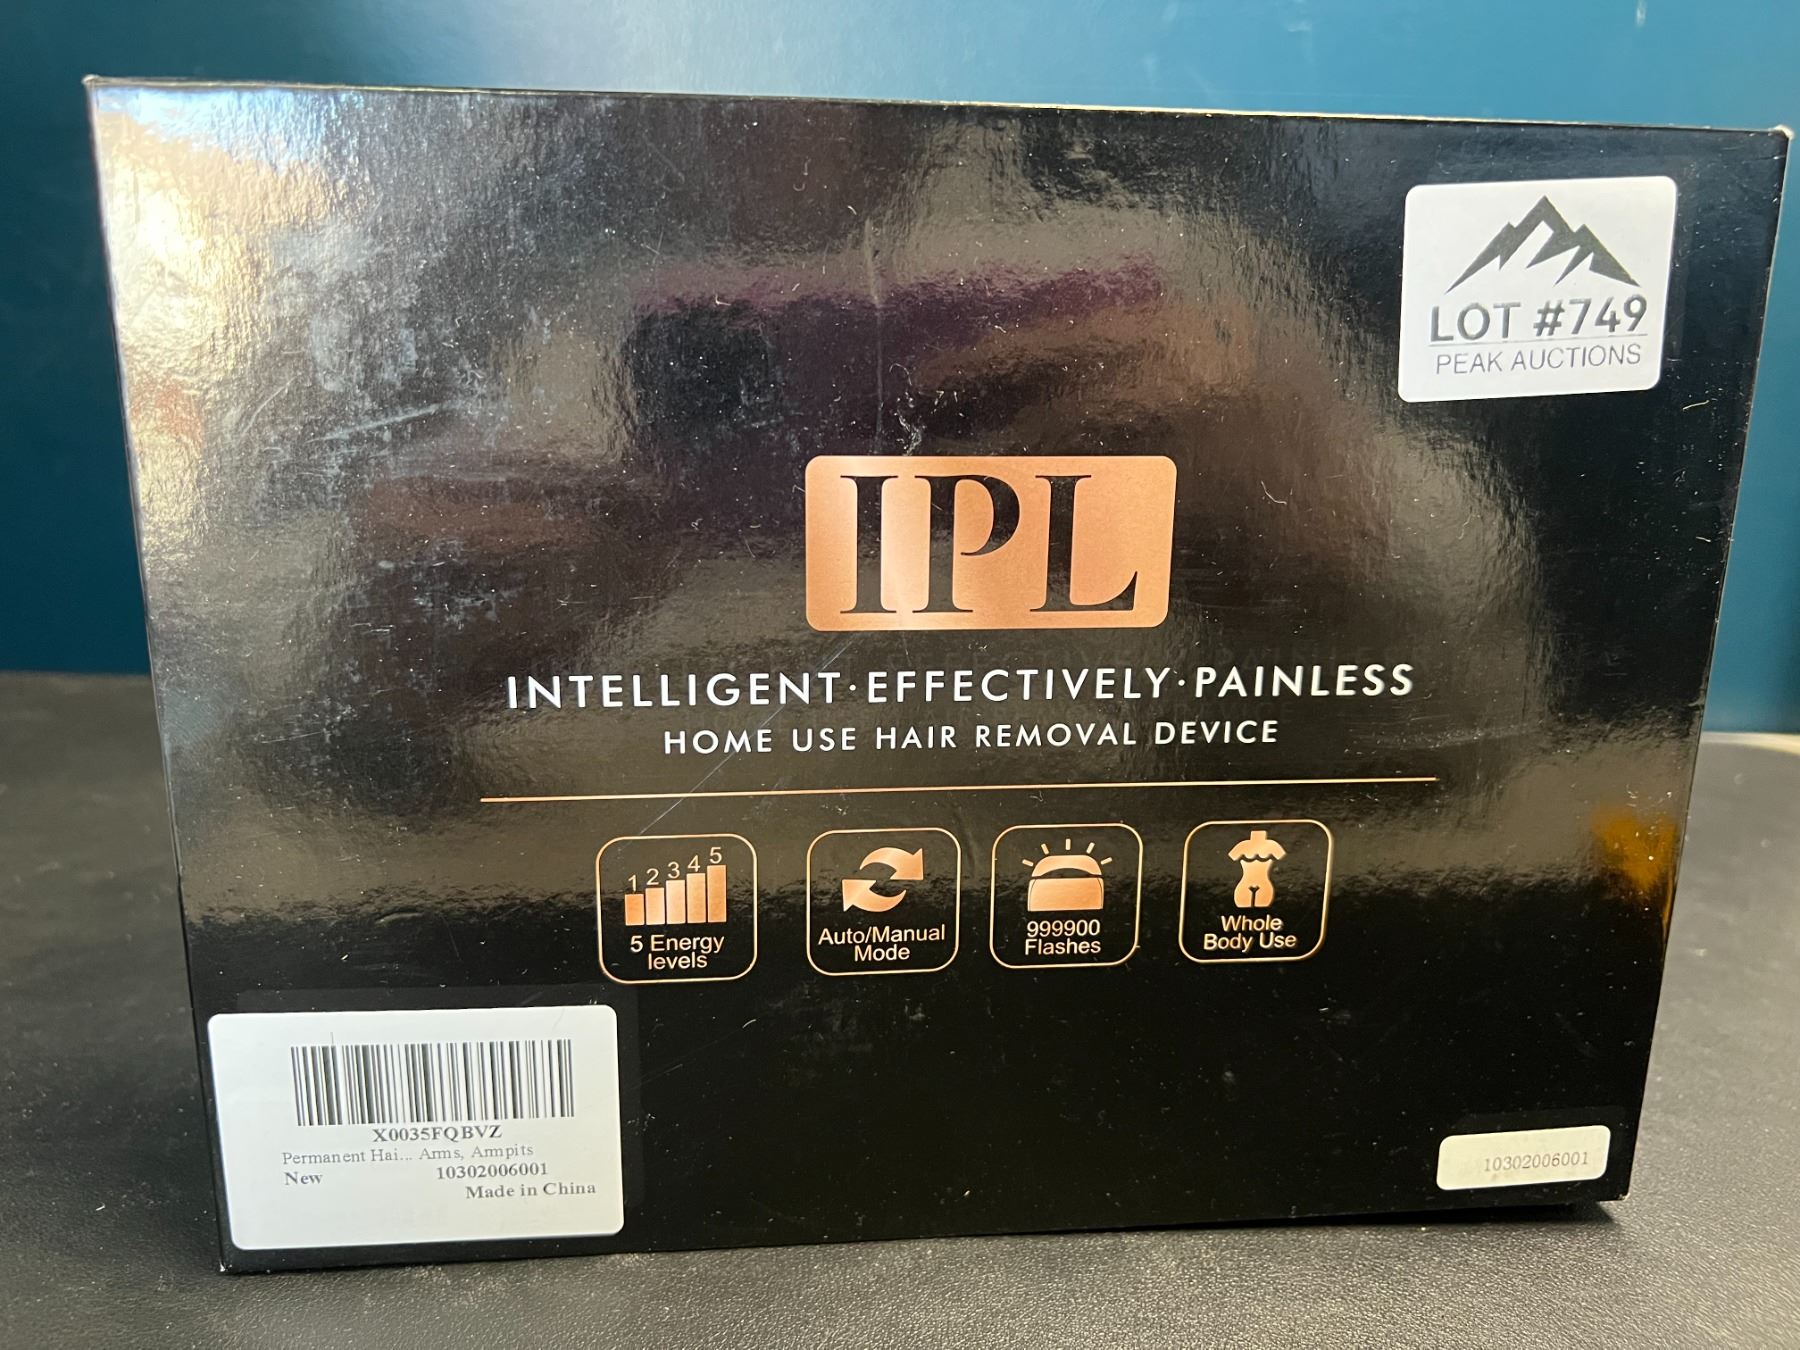 LOT #749
PEAK AUCTIONS
IPL
INTELLIGENT·EFFECTIVELY·PAINLESS
HOME USE HAIR REMOVAL DEVICE
1 2 3 4 5
5 Energy
levels
Auto/Manual
Mode
999900
Flashes
Whole
Body Use
X0035FQBVZ
Permanent Hai... Arms, Armpits
New 10302006001
Made in China
10302006001